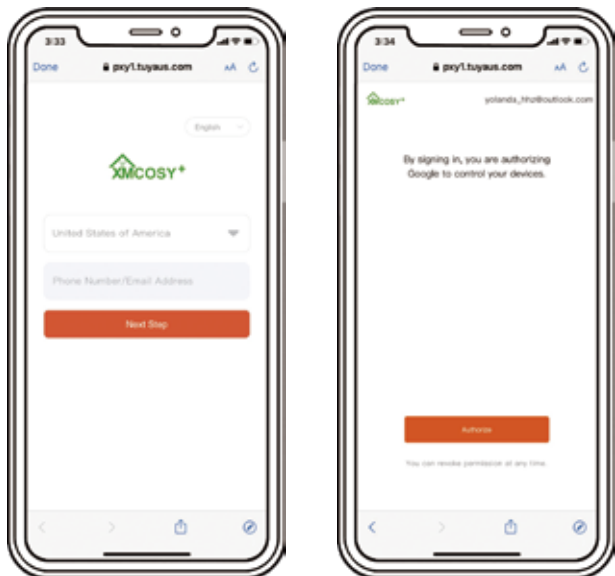 3:33
Done pxy1.tuyaus.com AA
English
XMCOSY+
United States of America
Phone Number/Email Address
Next Step
3:34
Done pxy1.tuyaus.com AA
XMCOSY+ yolanda_hhz@outlook.com
By signing in, you are authorizing
Google to control your devices.
Authorize
You can revoke permission at any time.